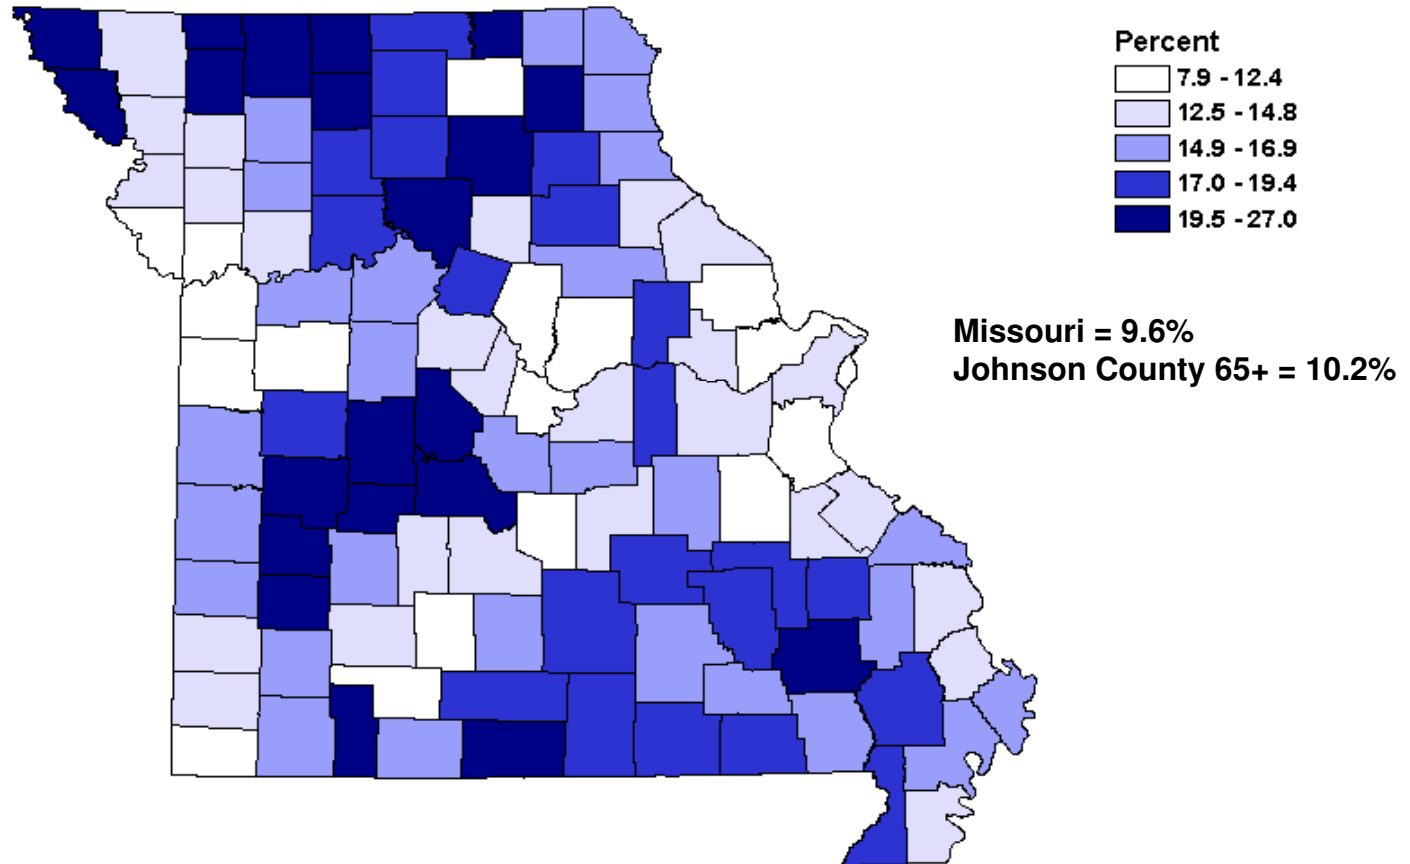 Percent
7.9 - 12.4
12.5 - 14.8
14.9 - 16.9
17.0 - 19.4
19.5 - 27.0
Missouri = 9.6%
Johnson County 65+ = 10.2%